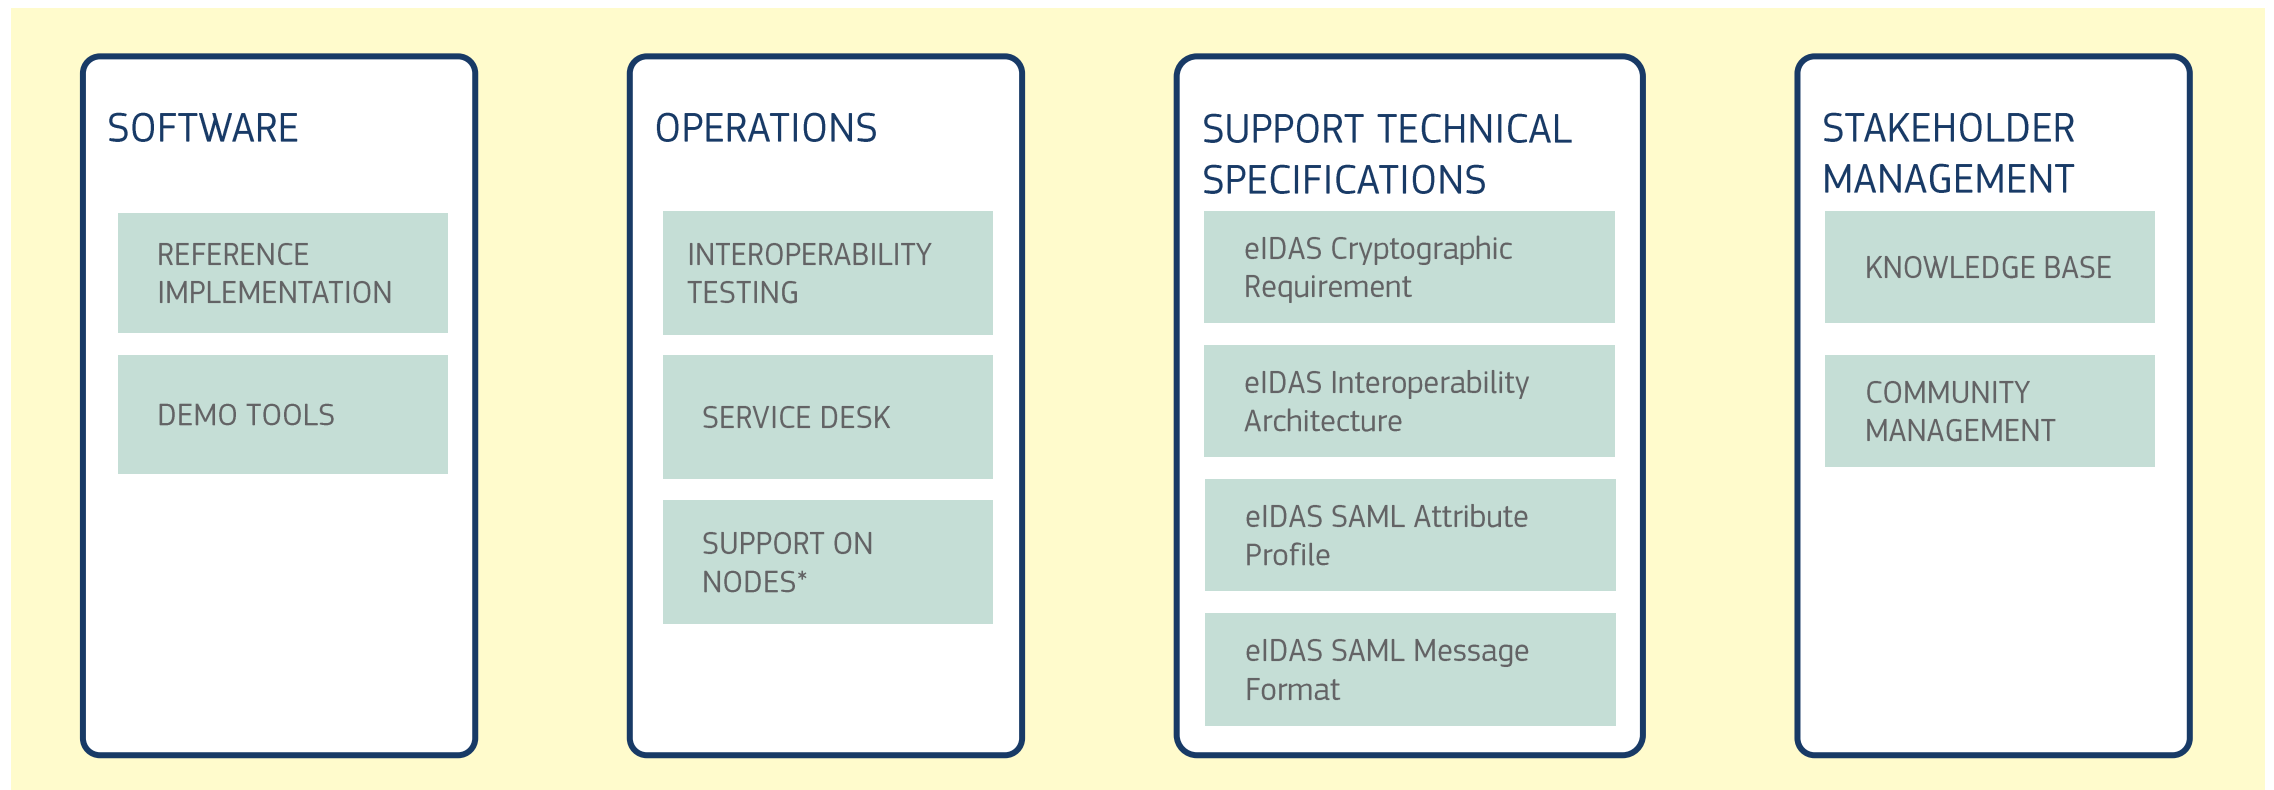 SOFTWARE
REFERENCE
IMPLEMENTATION
DEMO TOOLS
OPERATIONS
INTEROPERABILITY
TESTING
SERVICE DESK
SUPPORT ON
NODES*
SUPPORT TECHNICAL
SPECIFICATIONS
eIDAS Cryptographic
Requirement
eIDAS Interoperability
Architecture
eIDAS SAML Attribute
Profile
eIDAS SAML Message
Format
STAKEHOLDER
MANAGEMENT
KNOWLEDGE BASE
COMMUNITY
MANAGEMENT